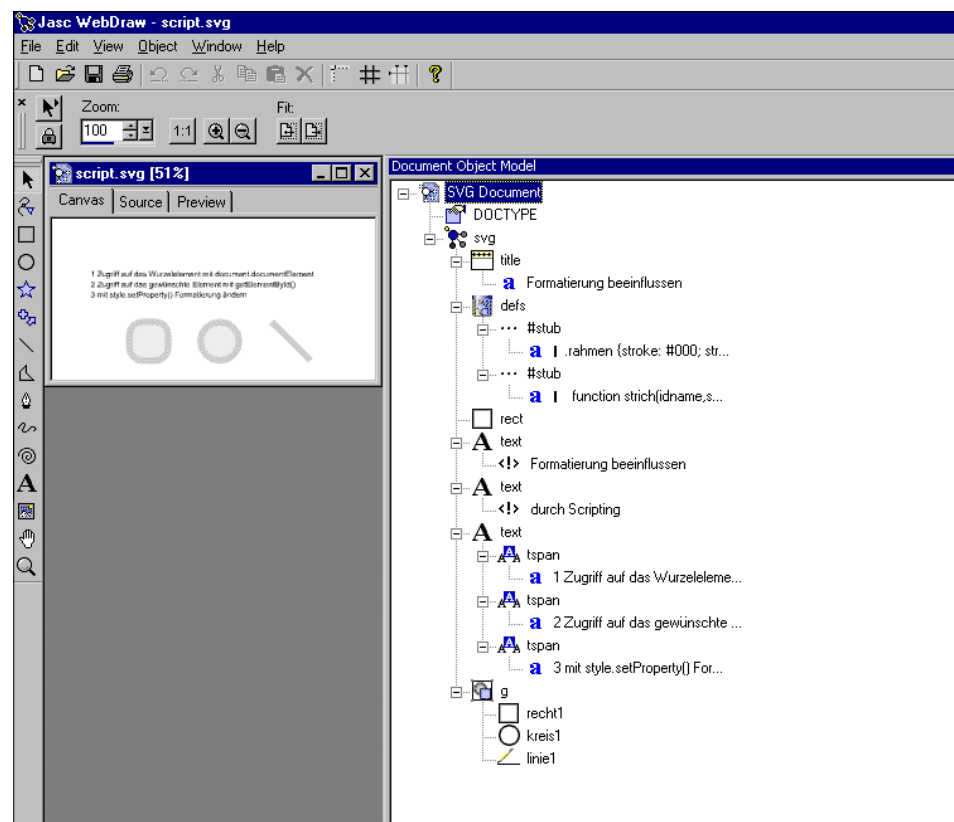 Jasc WebDraw - script.svg
File Edit View Object Window Help
Zoom: Fit:
100 1:1
script.svg [51%]
Canvas Source Preview
1 Zugriff auf das Wurzelelement mit document.documentElement
2 Zugriff auf das gewünschte Element mit getElementById()
3 mit style.setProperty() Formatierung ändern
Document Object Model
SVG Document
DOCTYPE
svg
title
a Formatierung beeinflussen
defs
#stub
a .rahmen {stroke: #000; str...
#stub
a function strich(idname,s...
rect
A text
<!> Formatierung beeinflussen
A text
<!> durch Scripting
A text
tspan
a 1 Zugriff auf das Wurzeleleme...
tspan
a 2 Zugriff auf das gewünschte ...
tspan
a 3 mit style.setProperty() For...
g
recht1
kreis1
linie1